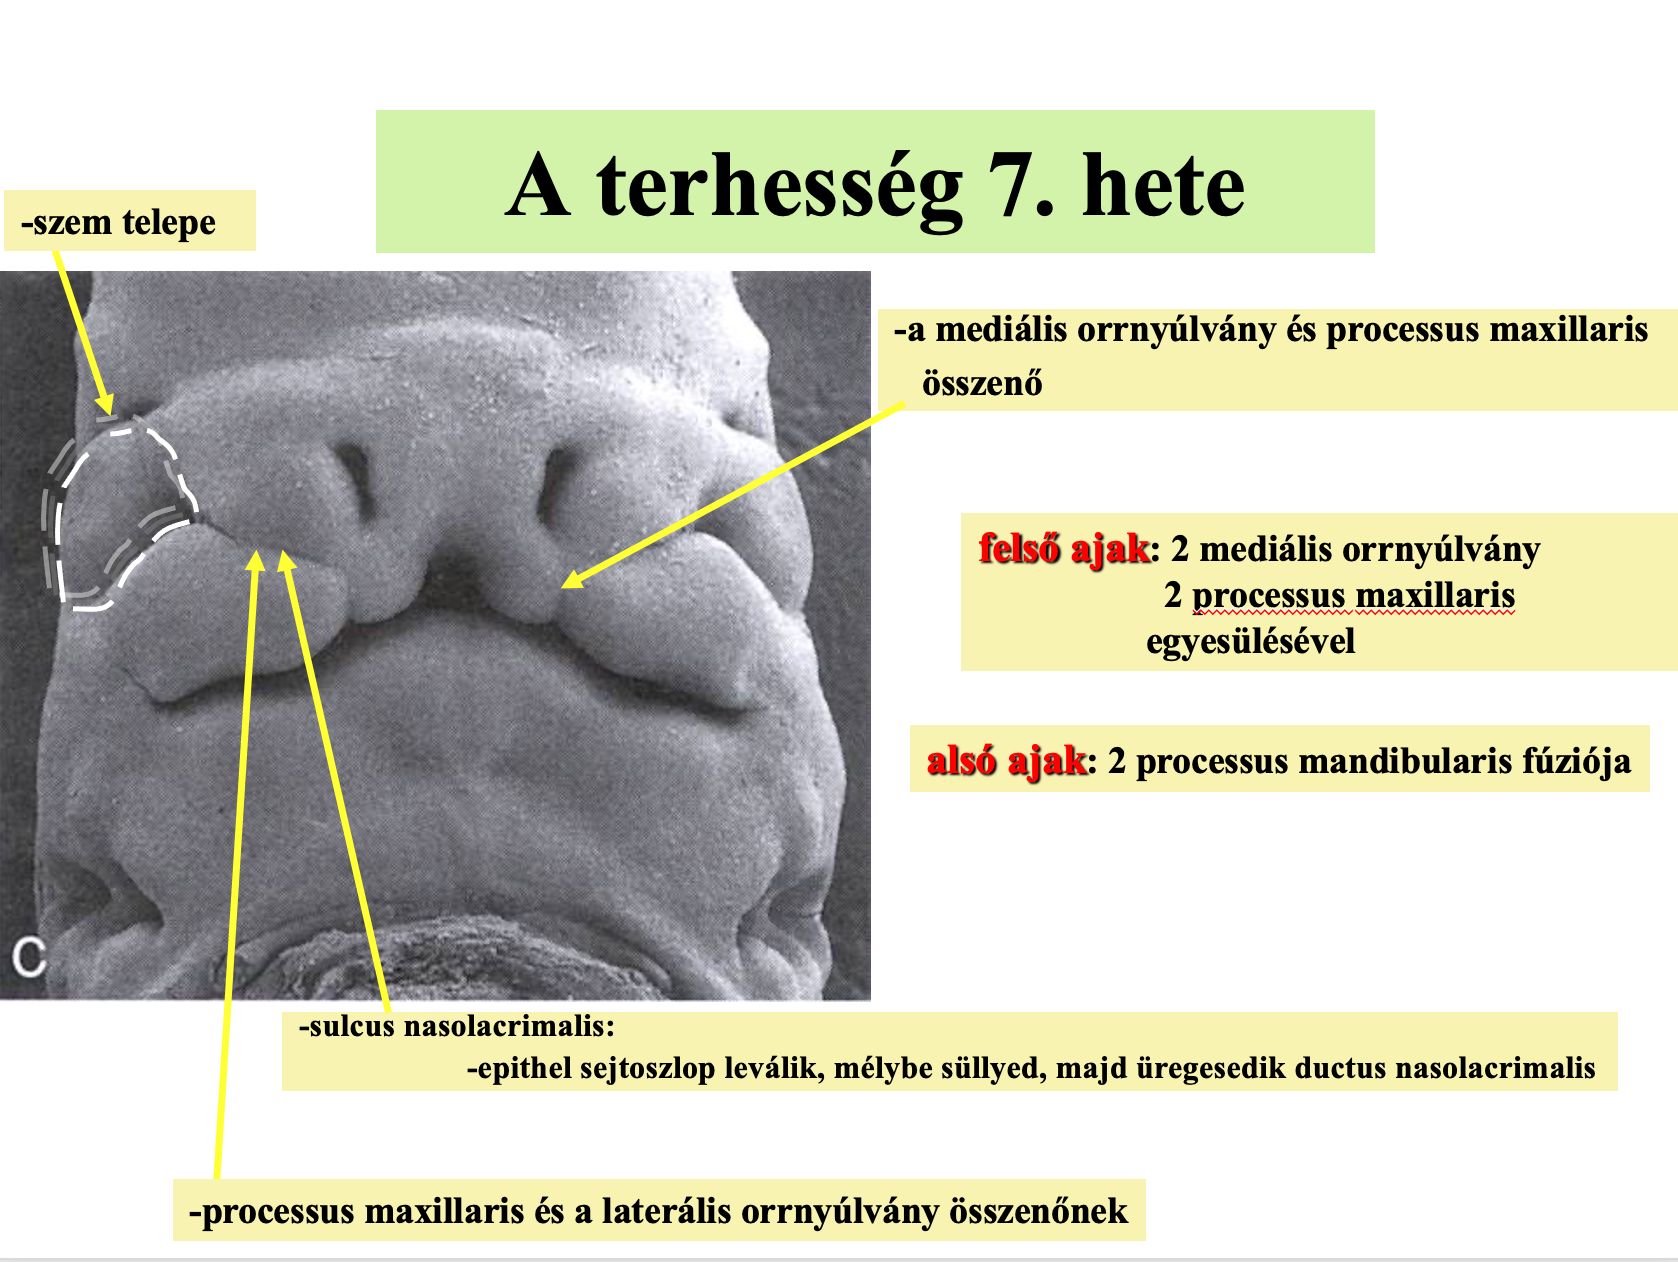 A terhesség 7. hete
-szem telepe
-a mediális orrnyúlvány és processus maxillaris
összenő
felső ajak: 2 mediális orrnyúlvány
2 processus maxillaris
egyesülésével
alsó ajak: 2 processus mandibularis fúziója
C
-sulcus nasolacrimalis:
-epithel sejtoszlop leválik, mélybe süllyed, majd üregesedik ductus nasolacrimalis
-processus maxillaris és a laterális orrnyúlvány összenőnek